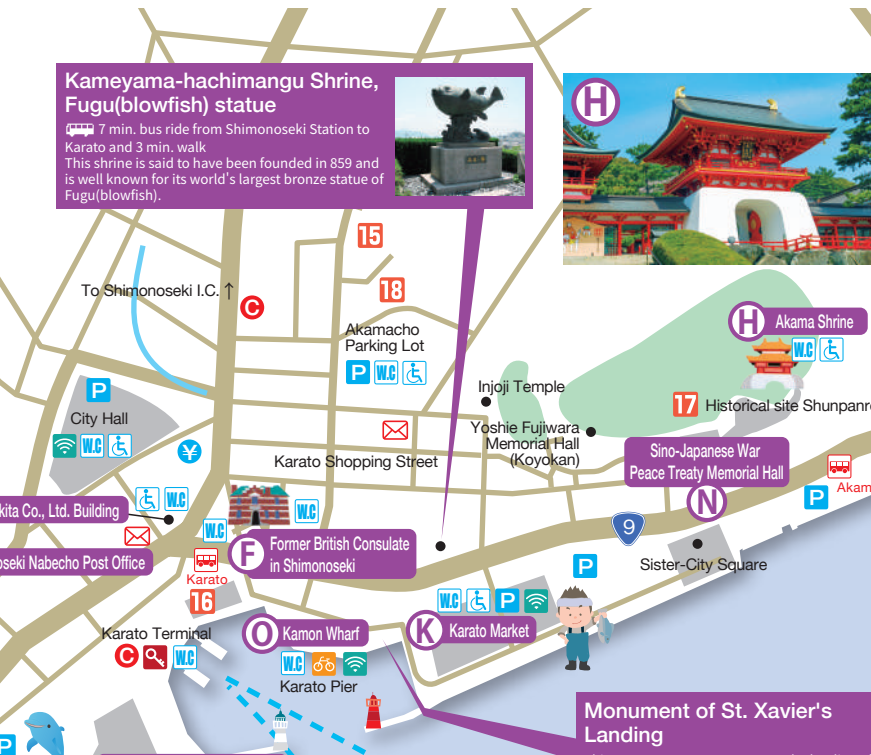 Kameyama-hachimangu Shrine,
Fugu(blowfish) statue
7 min. bus ride from Shimonoseki Station to
Karato and 3 min. walk
This shrine is said to have been founded in 859 and
is well known for its world's largest bronze statue of
Fugu(blowfish).
H
15
To Shimonoseki I.C. ↑
18
C
Akamacho
Parking Lot
P W.C
H Akama Shrine
W.C
P
City Hall
W.C
Injoji Temple
17 Historical site Shunpanr
Yoshie Fujiwara
Memorial Hall
(Koyokan)
Karato Shopping Street
¥
Sino-Japanese War
Peace Treaty Memorial Hall
N
Akam
P
W.C
kita Co., Ltd. Building
W.C
W.C
9
F Former British Consulate
in Shimonoseki
oseki Nabecho Post Office
Karato
Sister-City Square
P
16
W.C P
Karato Terminal
C W.C
O Kamon Wharf
K Karato Market
W.C
Karato Pier
Monument of St. Xavier's
Landing
P